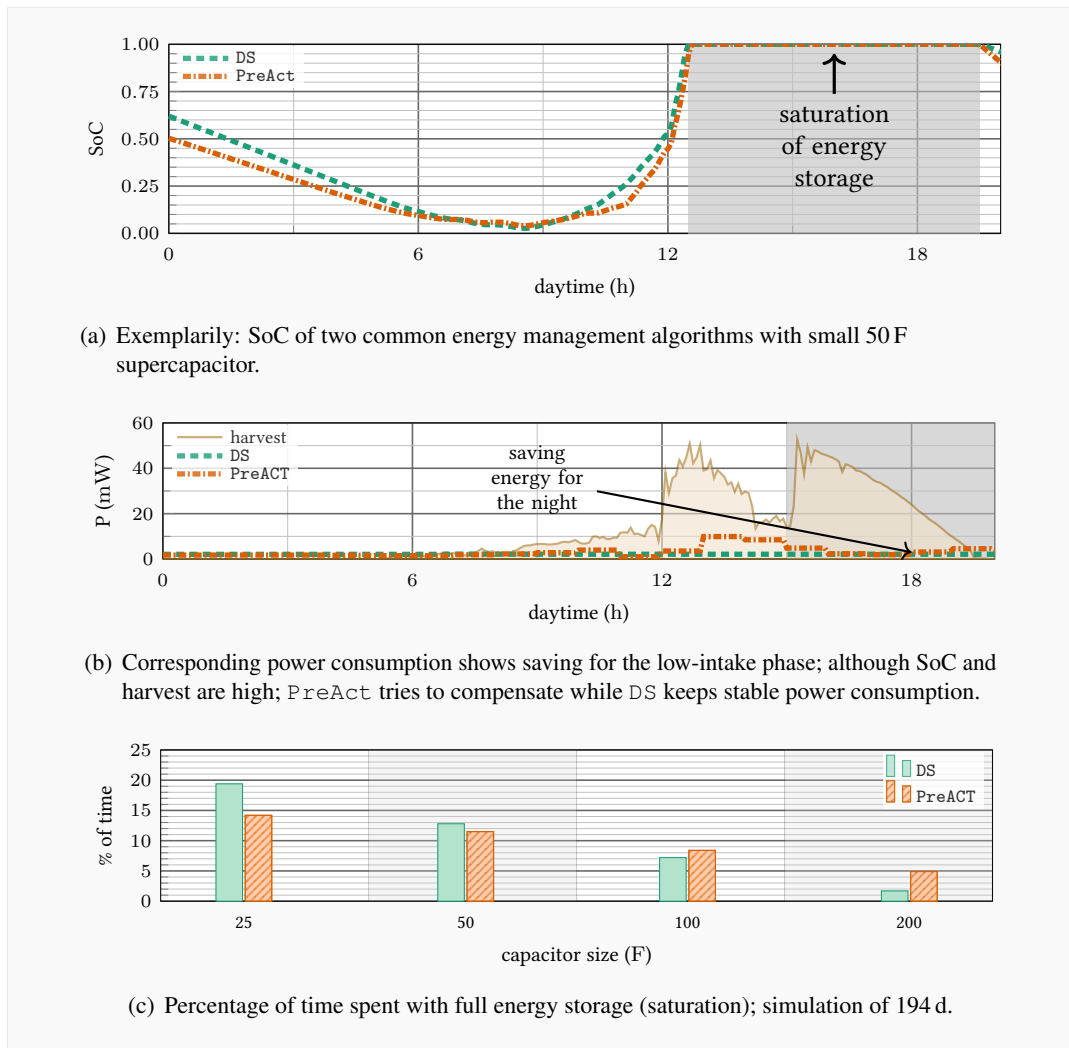 1.00
0.75
0.50
0.25
0.00
SoC
DS
PreAct
saturation
of energy
storage
0 6 12 18
daytime (h)
(a) Exemplarily: SoC of two common energy management algorithms with small 50 F
supercapacitor.
60
40
20
0
P (mW)
harvest
DS
PreACT
saving
energy for
the night
0 6 12 18
daytime (h)
(b) Corresponding power consumption shows saving for the low-intake phase; although SoC and
harvest are high; PreAct tries to compensate while DS keeps stable power consumption.
25
20
15
10
5
0
% of time
DS
PreACT
25 50 100 200
capacitor size (F)
(c) Percentage of time spent with full energy storage (saturation); simulation of 194 d.